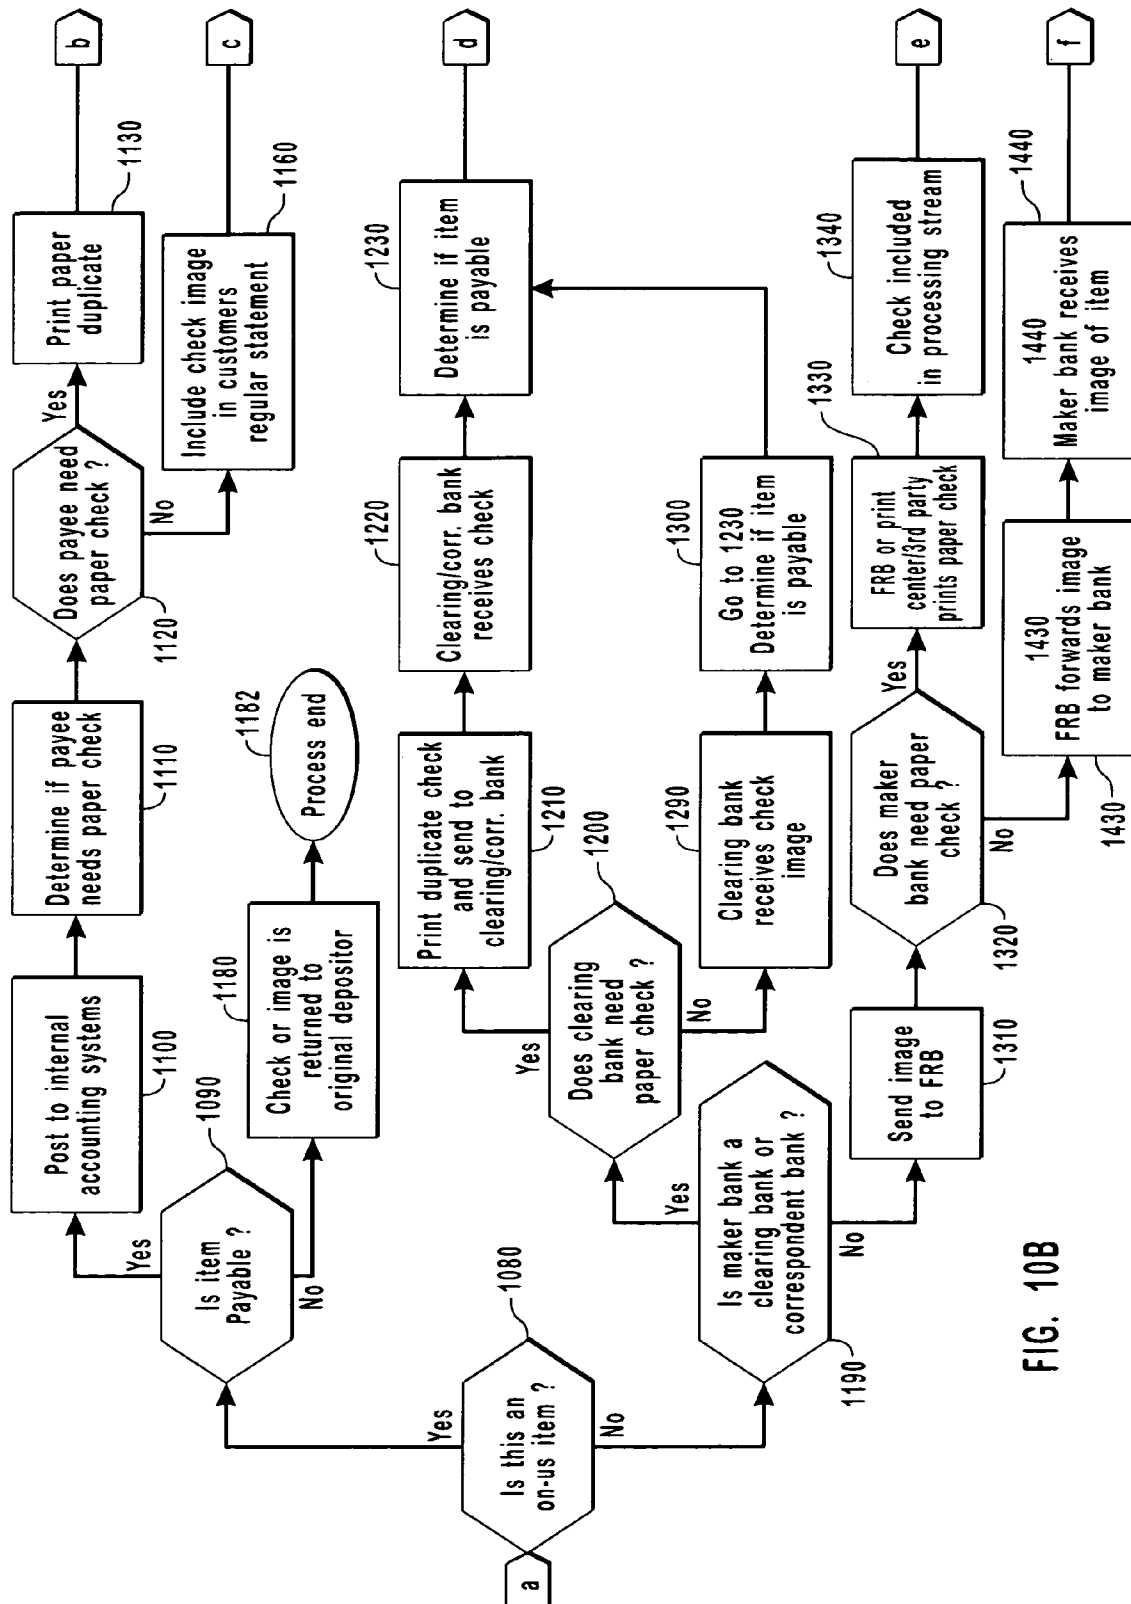 a
Is this an
on-us item ?
1080
Yes
No
Is item
Payable ?
1090
Yes
No
Post to internal
accounting systems
1100
Determine if payee
needs paper check
1110
Does payee need
paper check ?
1120
Yes
No
Print paper
duplicate
1130
b
Include check image
in customers
regular statement
1160
c
Check or image is
returned to
original depositor
1180
Process end
1182
Is maker bank a
clearing bank or
correspondent bank ?
1190
Yes
No
Does clearing
bank need
paper check ?
1200
Yes
No
Print duplicate check
and send to
clearing/corr. bank
1210
Clearing/corr. bank
receives check
1220
Determine if item
is payable
1230
d
Clearing bank
receives check
image
1290
Go to 1230
Determine if item
is payable
1300
Send image
to FRB
1310
Does maker
bank need paper
check ?
1320
Yes
No
FRB or print
center/3rd party
prints paper check
1330
Check included
in processing stream
1340
e
1430
FRB forwards image
to maker bank
1430
1440
Maker bank receives
image of item
1440
f
FIG. 10B